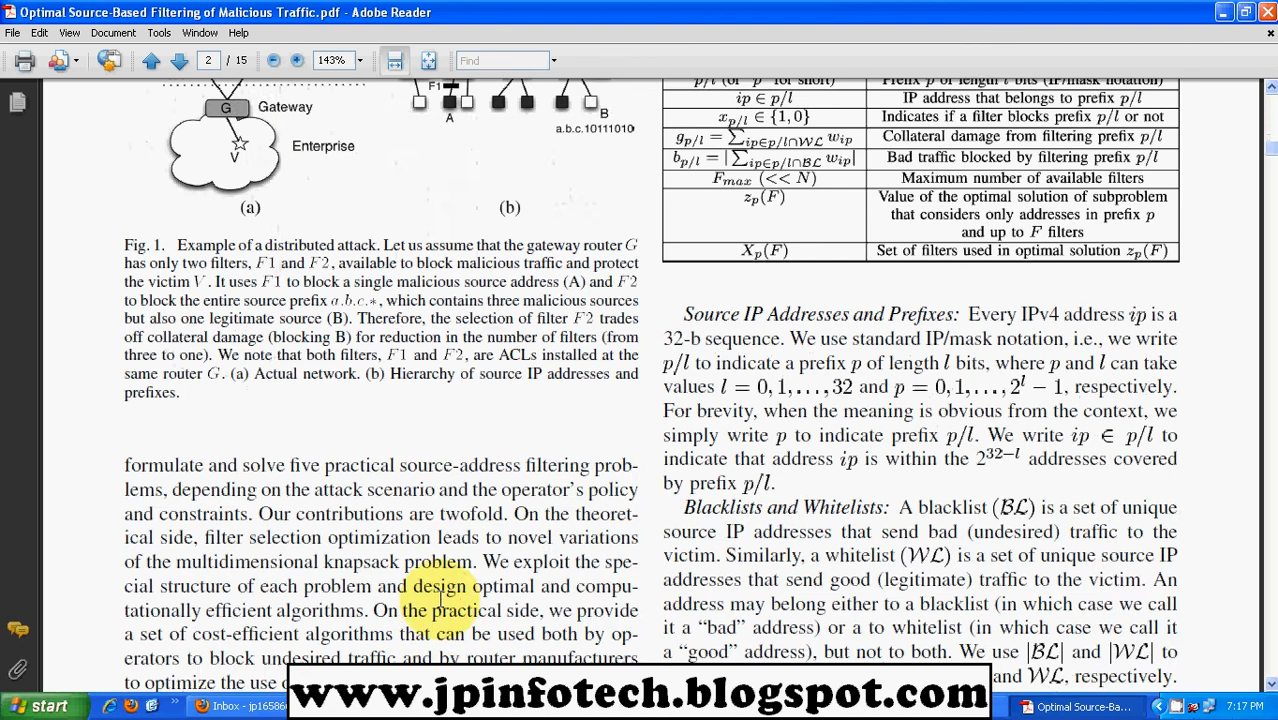 Optimal Source-Based Filtering of Malicious Traffic.pdf - Adobe Reader
File Edit View Document Tools Window Help
2 / 15 143% Find
G Gateway
V
Enterprise
(a)
F1
A
B
a.b.c.10111010
(b)
Fig. 1. Example of a distributed attack. Let us assume that the gateway router G
has only two filters, F1 and F2, available to block malicious traffic and protect
the victim V. It uses F1 to block a single malicious source address (A) and F2
to block the entire source prefix a.b.c.*, which contains three malicious sources
but also one legitimate source (B). Therefore, the selection of filter F2 trades
off collateral damage (blocking B) for reduction in the number of filters (from
three to one). We note that both filters, F1 and F2, are ACLs installed at the
same router G. (a) Actual network. (b) Hierarchy of source IP addresses and
prefixes.
formulate and solve five practical source-address filtering prob-
lems, depending on the attack scenario and the operator's policy
and constraints. Our contributions are twofold. On the theoret-
ical side, filter selection optimization leads to novel variations
of the multidimensional knapsack problem. We exploit the spe-
cial structure of each problem and design optimal and compu-
tationally efficient algorithms. On the practical side, we provide
a set of cost-efficient algorithms that can be used both by op-
erators to block undesired traffic and by router manufacturers
to optimize the use o
p/l (or "p" for short) Prefix p of length l bits (IP/mask notation)
ip ∈ p/l IP address that belongs to prefix p/l
x_{p/l} ∈ {1,0} Indicates if a filter blocks prefix p/l or not
g_{p/l} = ∑_{ip∈p/l∩WL} w_{ip} Collateral damage from filtering prefix p/l
b_{p/l} = |∑_{ip∈p/l∩BL} w_{ip}| Bad traffic blocked by filtering prefix p/l
F_{max} (<< N) Maximum number of available filters
z_p(F) Value of the optimal solution of subproblem
that considers only addresses in prefix p
and up to F filters
X_p(F) Set of filters used in optimal solution z_p(F)
Source IP Addresses and Prefixes: Every IPv4 address ip is a
32-b sequence. We use standard IP/mask notation, i.e., we write
p/l to indicate a prefix p of length l bits, where p and l can take
values l = 0,1,...,32 and p = 0,1,...,2^l − 1, respectively.
For brevity, when the meaning is obvious from the context, we
simply write p to indicate prefix p/l. We write ip ∈ p/l to
indicate that address ip is within the 2^{32−l} addresses covered
by prefix p/l.
Blacklists and Whitelists: A blacklist (BL) is a set of unique
source IP addresses that send bad (undesired) traffic to the
victim. Similarly, a whitelist (WL) is a set of unique source IP
addresses that send good (legitimate) traffic to the victim. An
address may belong either to a blacklist (in which case we call
it a "bad" address) or a to whitelist (in which case we call it
a "good" address), but not to both. We use |BL| and |WL| to
and WL, respectively.
www.jpinfotech.blogspot.com
start Inbox - jp16586 Optimal Source-Ba... 7:17 PM